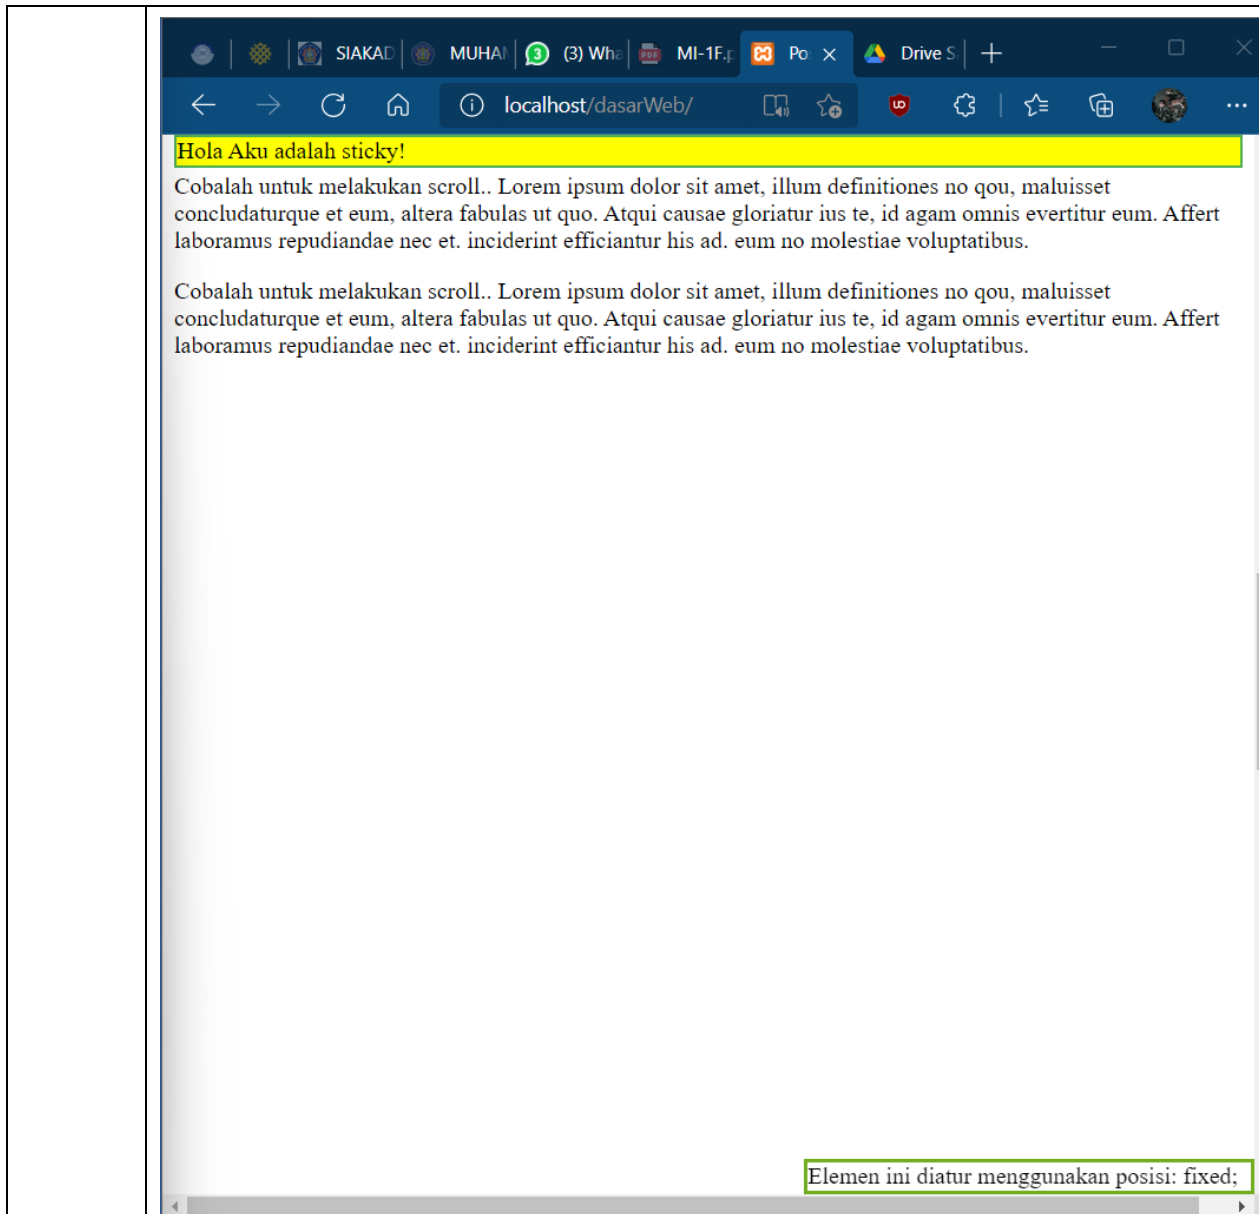 SIAKAD
MUHA
3
(3) Wha
PDF
MI-1F.p
Po
Drive S
localhost/dasarWeb/
Hola Aku adalah sticky!
Cobalah untuk melakukan scroll.. Lorem ipsum dolor sit amet, illum definitiones no qou, maluisset
concludaturque et eum, altera fabulas ut quo. Atqui causae gloriatur ius te, id agam omnis evertitur eum. Affert
laboramus repudiandae nec et. inciderint efficiantur his ad. eum no molestiae voluptatibus.
Cobalah untuk melakukan scroll.. Lorem ipsum dolor sit amet, illum definitiones no qou, maluisset
concludaturque et eum, altera fabulas ut quo. Atqui causae gloriatur ius te, id agam omnis evertitur eum. Affert
laboramus repudiandae nec et. inciderint efficiantur his ad. eum no molestiae voluptatibus.
Elemen ini diatur menggunakan posisi: fixed;